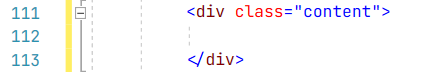 111 <div class="content">
112
113 </div>